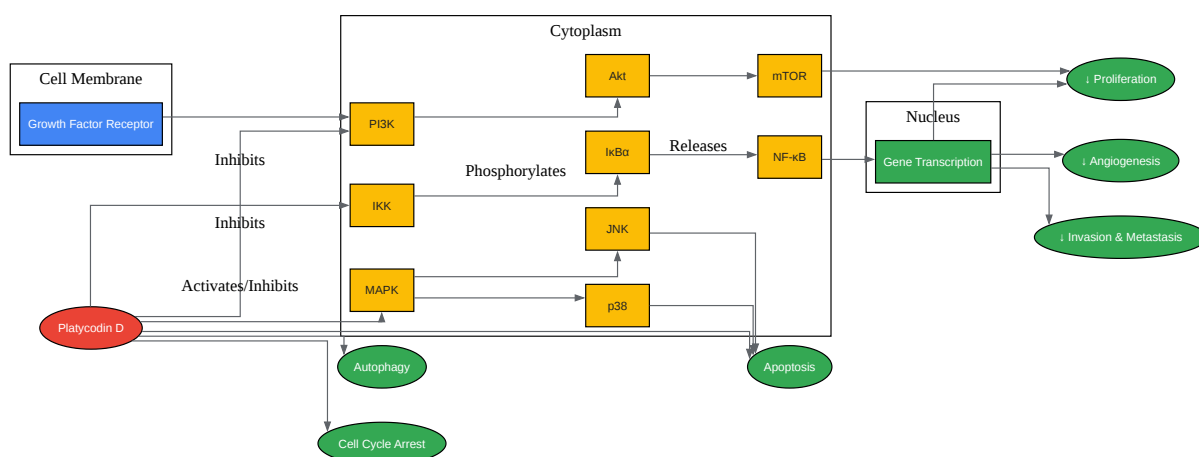 Cytoplasm
Cell Membrane
Growth Factor Receptor
Akt
mTOR
↓ Proliferation
PI3K
Nucleus
Inhibits
IκBα
Releases
NF-κB
Gene Transcription
↓ Angiogenesis
Phosphorylates
IKK
Inhibits
JNK
↓ Invasion & Metastasis
Activates/Inhibits
MAPK
p38
Platycodin D
Autophagy
Apoptosis
Cell Cycle Arrest